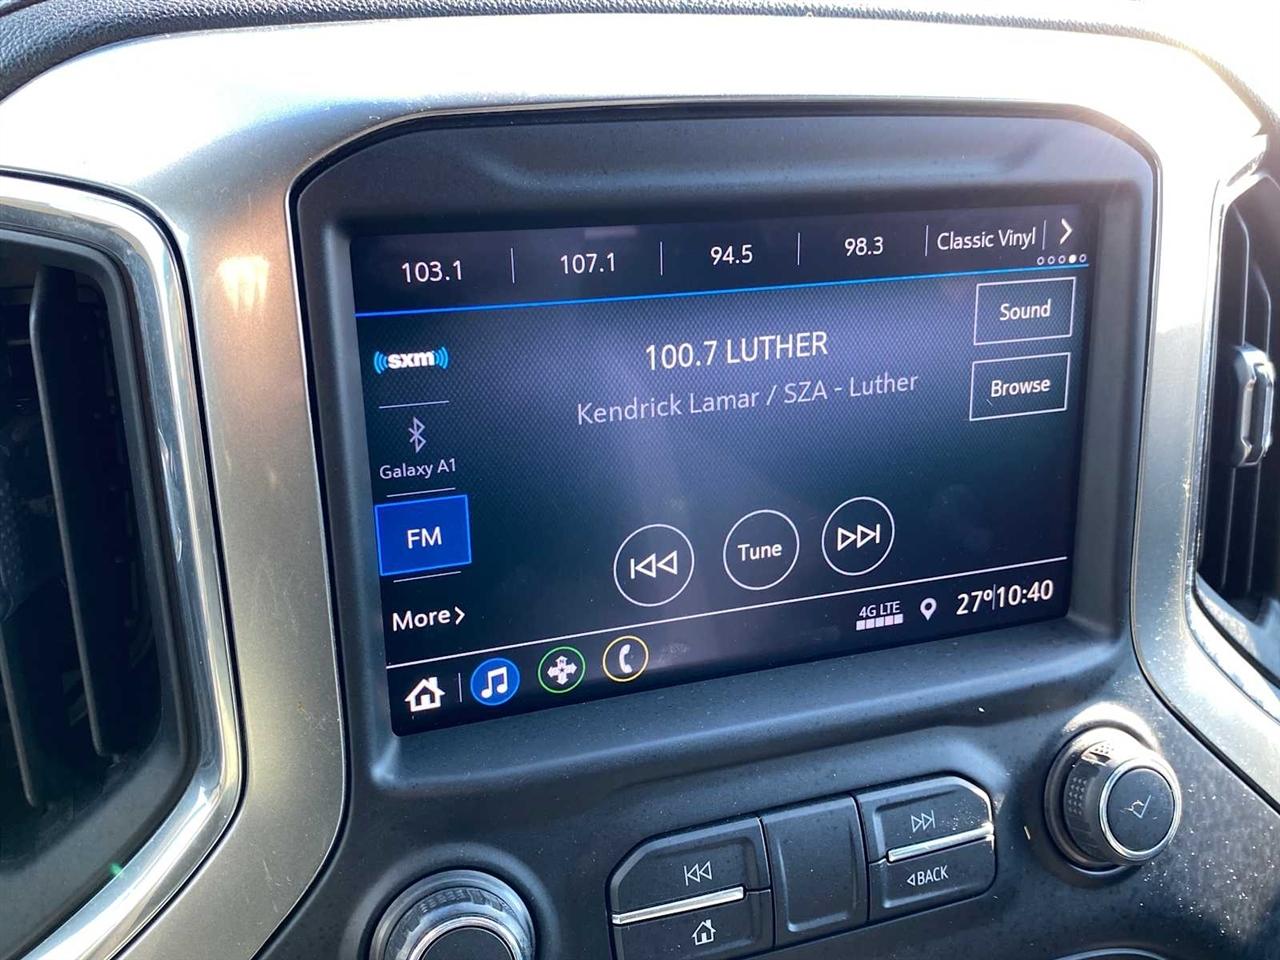 103.1 107.1 94.5 98.3 Classic Vinyl
sxm
Sound
100.7 LUTHER
Browse
Kendrick Lamar / SZA - Luther
Galaxy A1
FM
Tune
More
4G LTE
27º 10:40
BACK